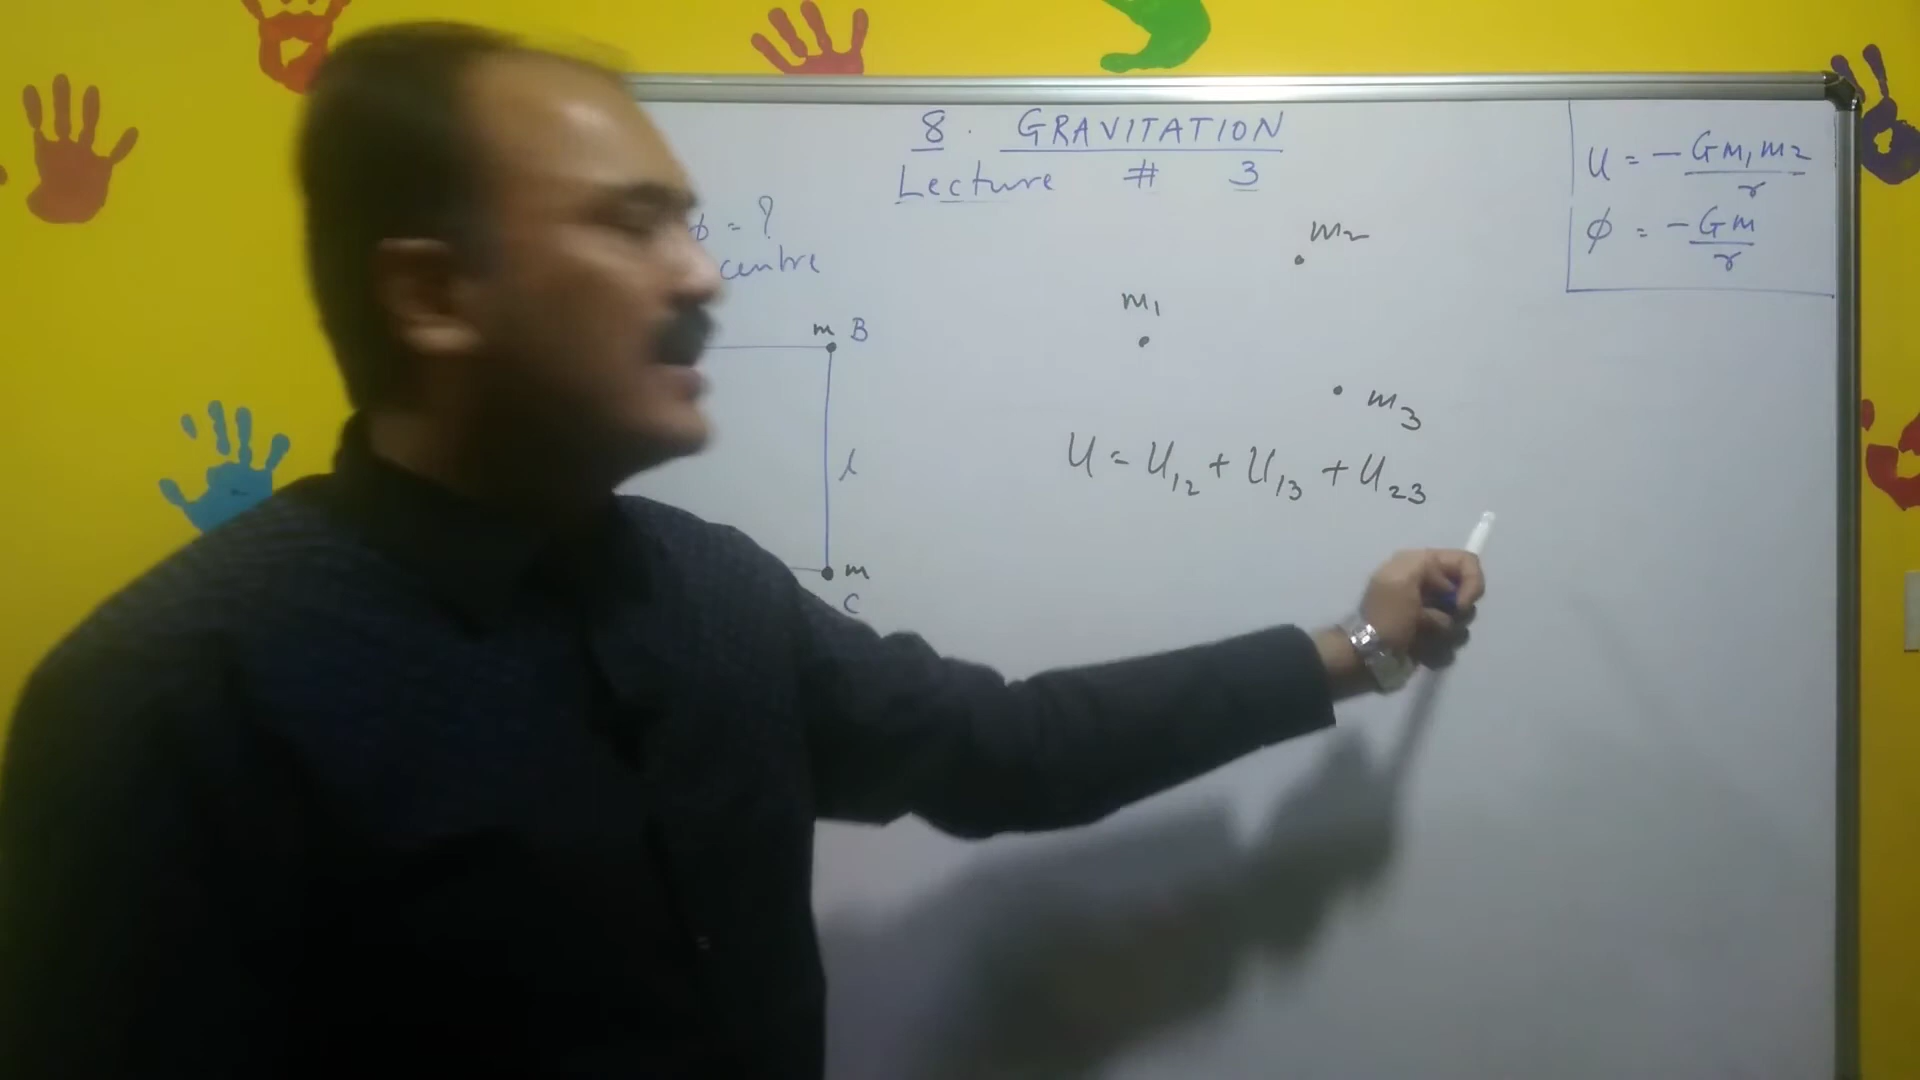 8. GRAVITATION
Lecture # 3
φ = ?
centre
m B
l
m
C
m₂
m₁
m₃
U = U₁₂ + U₁₃ + U₂₃
U = - Gm₁m₂
r
φ = - Gm
r